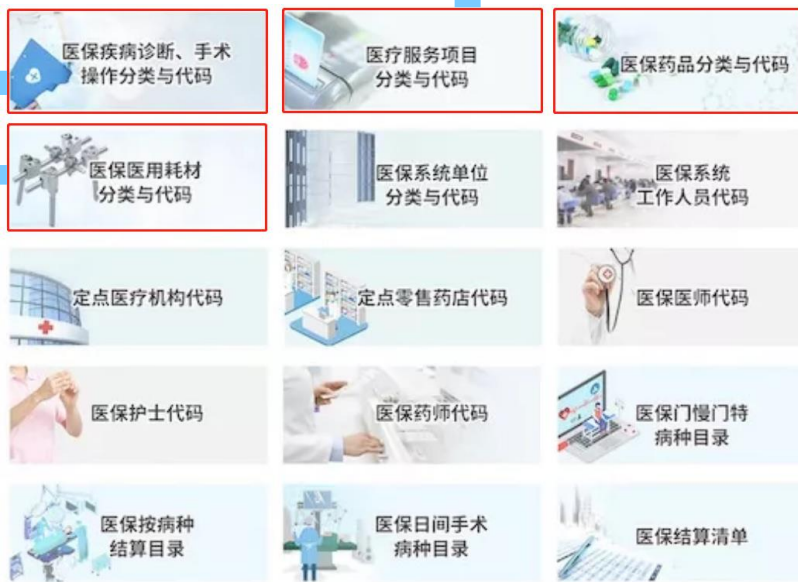 医保疾病诊断、手术
操作分类与代码
医疗服务项目
分类与代码
医保药品分类与代码
医保医用耗材
分类与代码
医保系统单位
分类与代码
医保系统
工作人员代码
定点医疗机构代码
定点零售药店代码
医保医师代码
医保护士代码
医保药师代码
医保门慢门特
病种目录
医保按病种
结算目录
医保日间手术
病种目录
医保结算清单